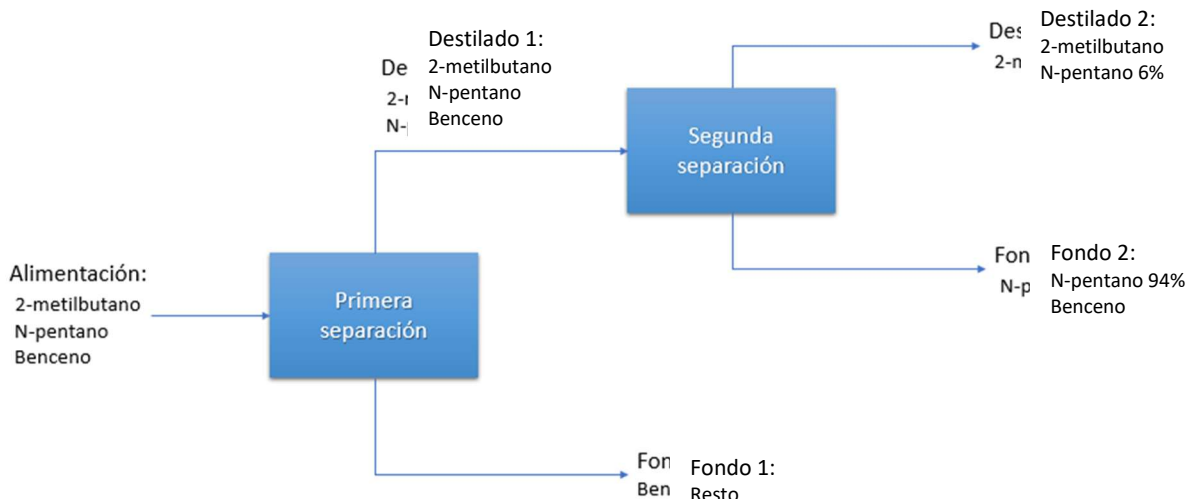 Alimentación:
2-metilbutano
N-pentano
Benceno
Primera
separación
De
2-
N-
Destilado 1:
2-metilbutano
N-pentano
Benceno
Segunda
separación
Des
2-n
Destilado 2:
2-metilbutano
N-pentano 6%
Fon
N-p
Fondo 2:
N-pentano 94%
Benceno
Fon
Ben
Fondo 1:
Resto